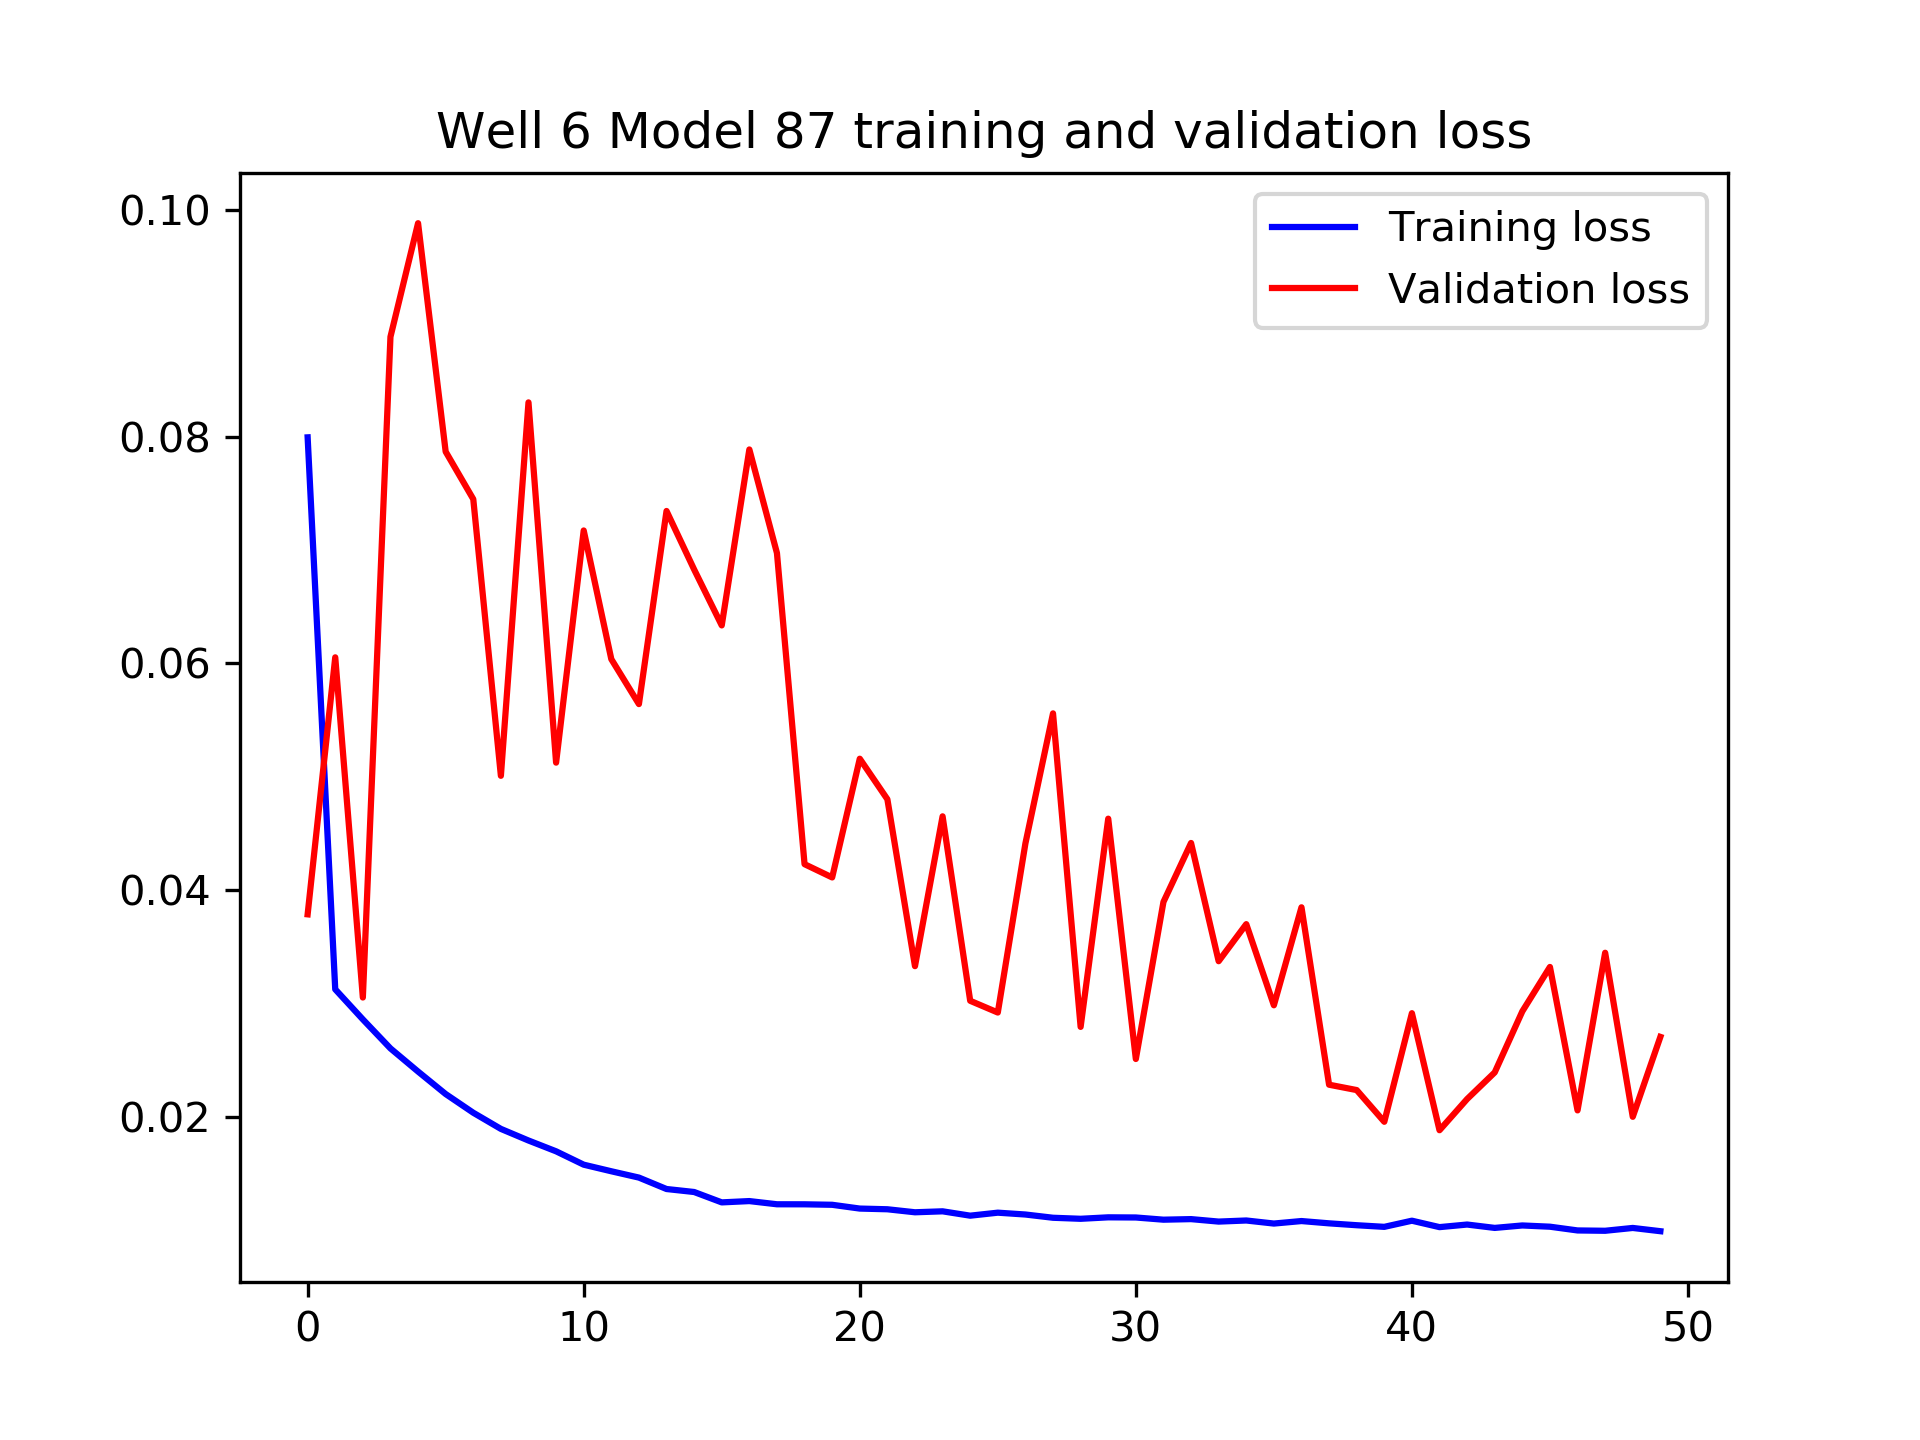 Well 6 Model 87 training and validation loss
Training loss
Validation loss
0.10
0.08
0.06
0.04
0.02
0 10 20 30 40 50